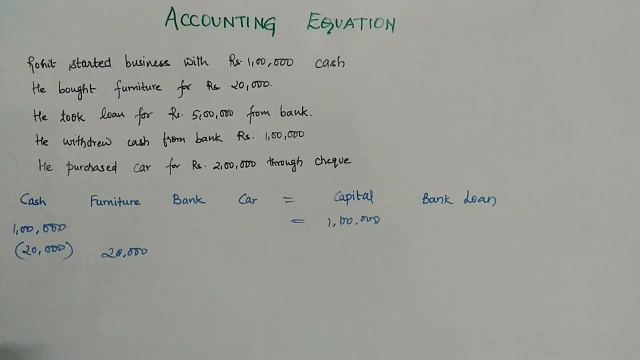 ACCOUNTING EQUATION
Rohit started business with Rs. 1,00,000 cash
He bought furniture for Rs 20,000.
He took loan for Rs. 5,00,000 from bank.
He withdrew cash from bank Rs. 1,00,000
He purchased car for Rs. 2,00,000 through cheque
Cash Furniture Bank Car = Capital Bank Loan
1,00,000 = 1,00,000
(20,000) 20,000